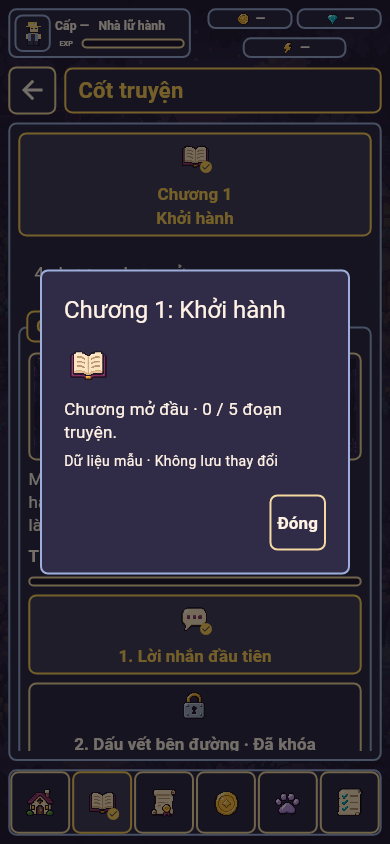 Cấp — Nhà lữ hành
EXP
—
—
—
Cốt truyện
Chương 1
Khởi hành
Chương 1: Khởi hành
Chương mở đầu · 0 / 5 đoạn
truyện.
Dữ liệu mẫu · Không lưu thay đổi
Đóng
1. Lời nhắn đầu tiên
2. Dấu vết bên đường · Đã khóa